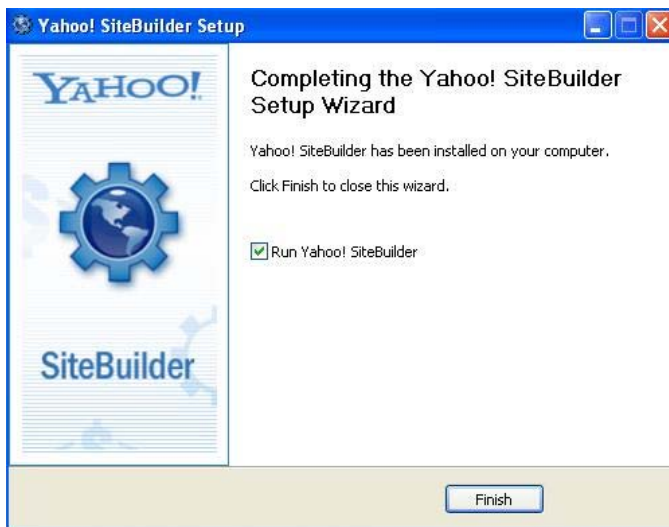 Yahoo! SiteBuilder Setup
YAHOO!
SiteBuilder
Completing the Yahoo! SiteBuilder
Setup Wizard
Yahoo! SiteBuilder has been installed on your computer.
Click Finish to close this wizard.
Run Yahoo! SiteBuilder
Finish